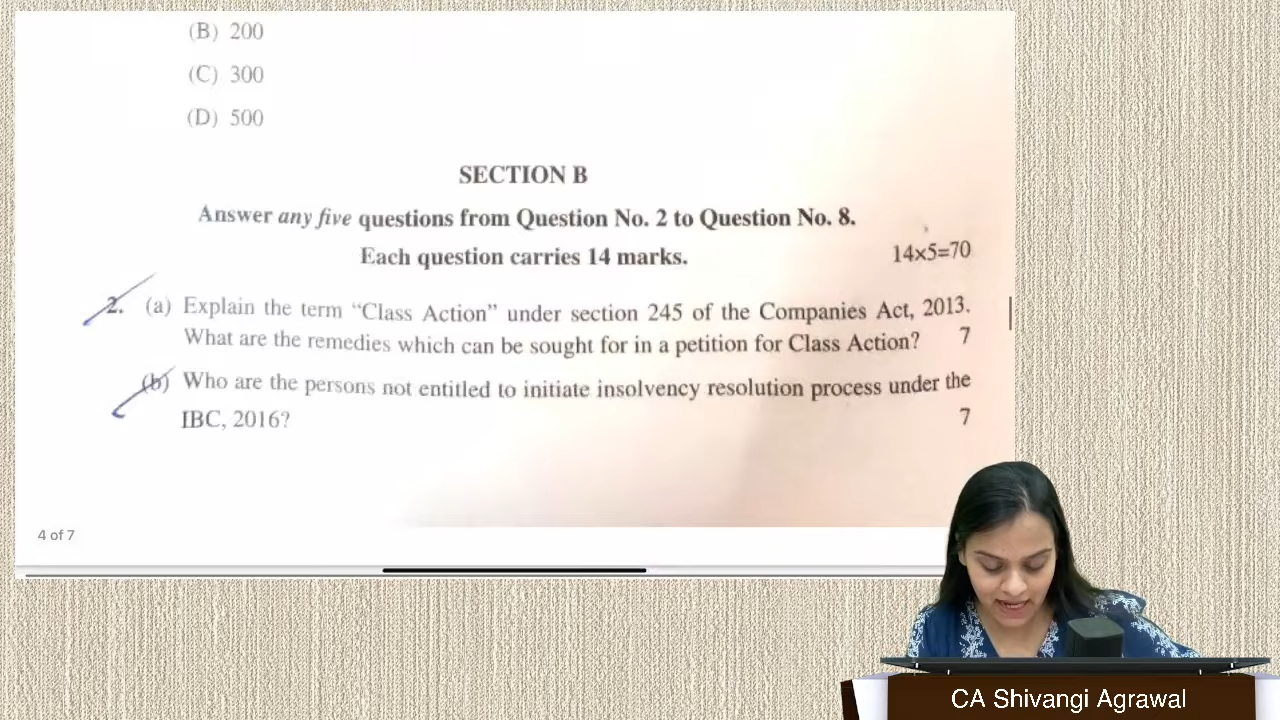 (B) 200
(C) 300
(D) 500
SECTION B
Answer any five questions from Question No. 2 to Question No. 8.
Each question carries 14 marks. 14x5=70
2. (a) Explain the term “Class Action” under section 245 of the Companies Act, 2013.
What are the remedies which can be sought for in a petition for Class Action? 7
(b) Who are the persons not entitled to initiate insolvency resolution process under the
IBC, 2016? 7
4 of 7
CA Shivangi Agrawal